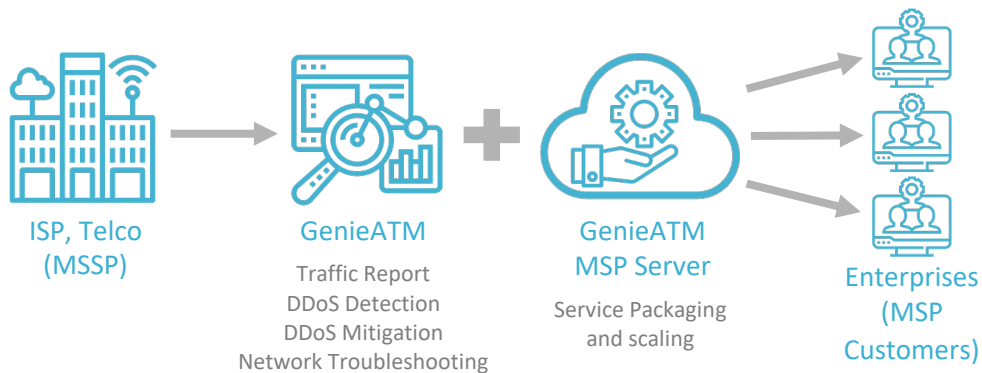 ISP, Telco
(MSSP)
GenieATM
Traffic Report
DDoS Detection
DDoS Mitigation
Network Troubleshooting
GenieATM
MSP Server
Service Packaging
and scaling
Enterprises
(MSP
Customers)